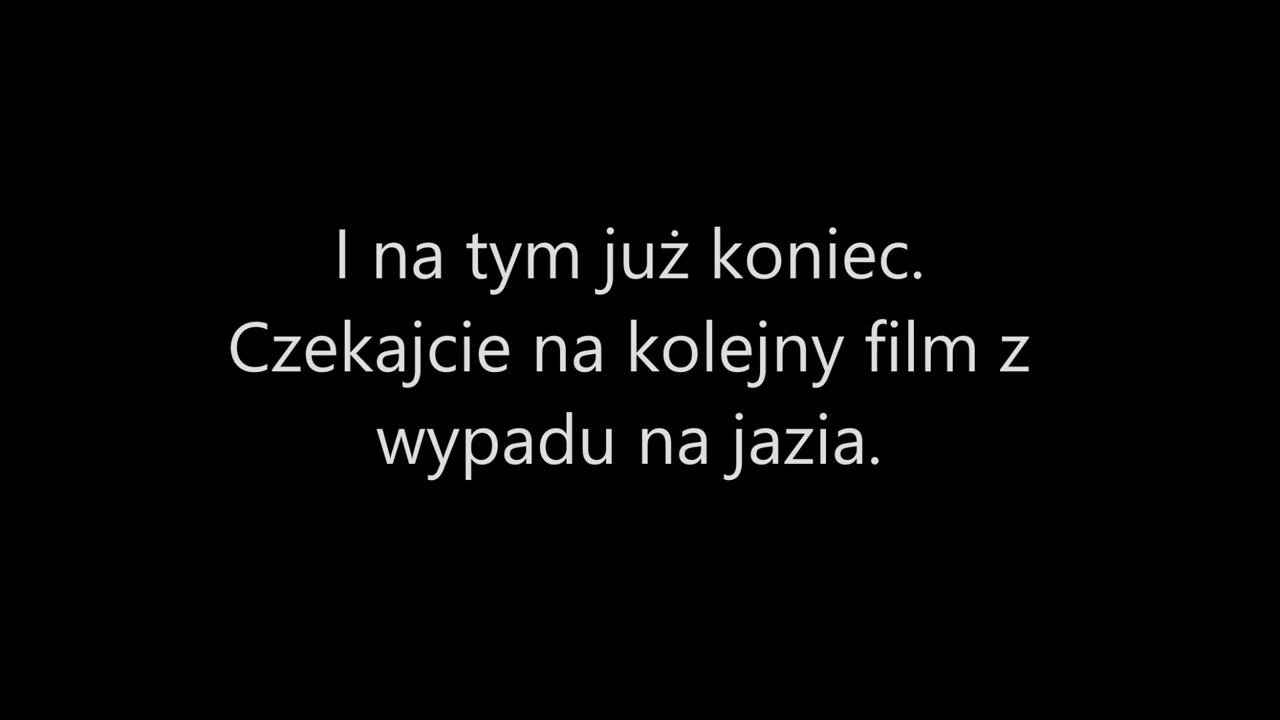 I na tym już koniec.
Czekajcie na kolejny film z
wypadu na jazia.